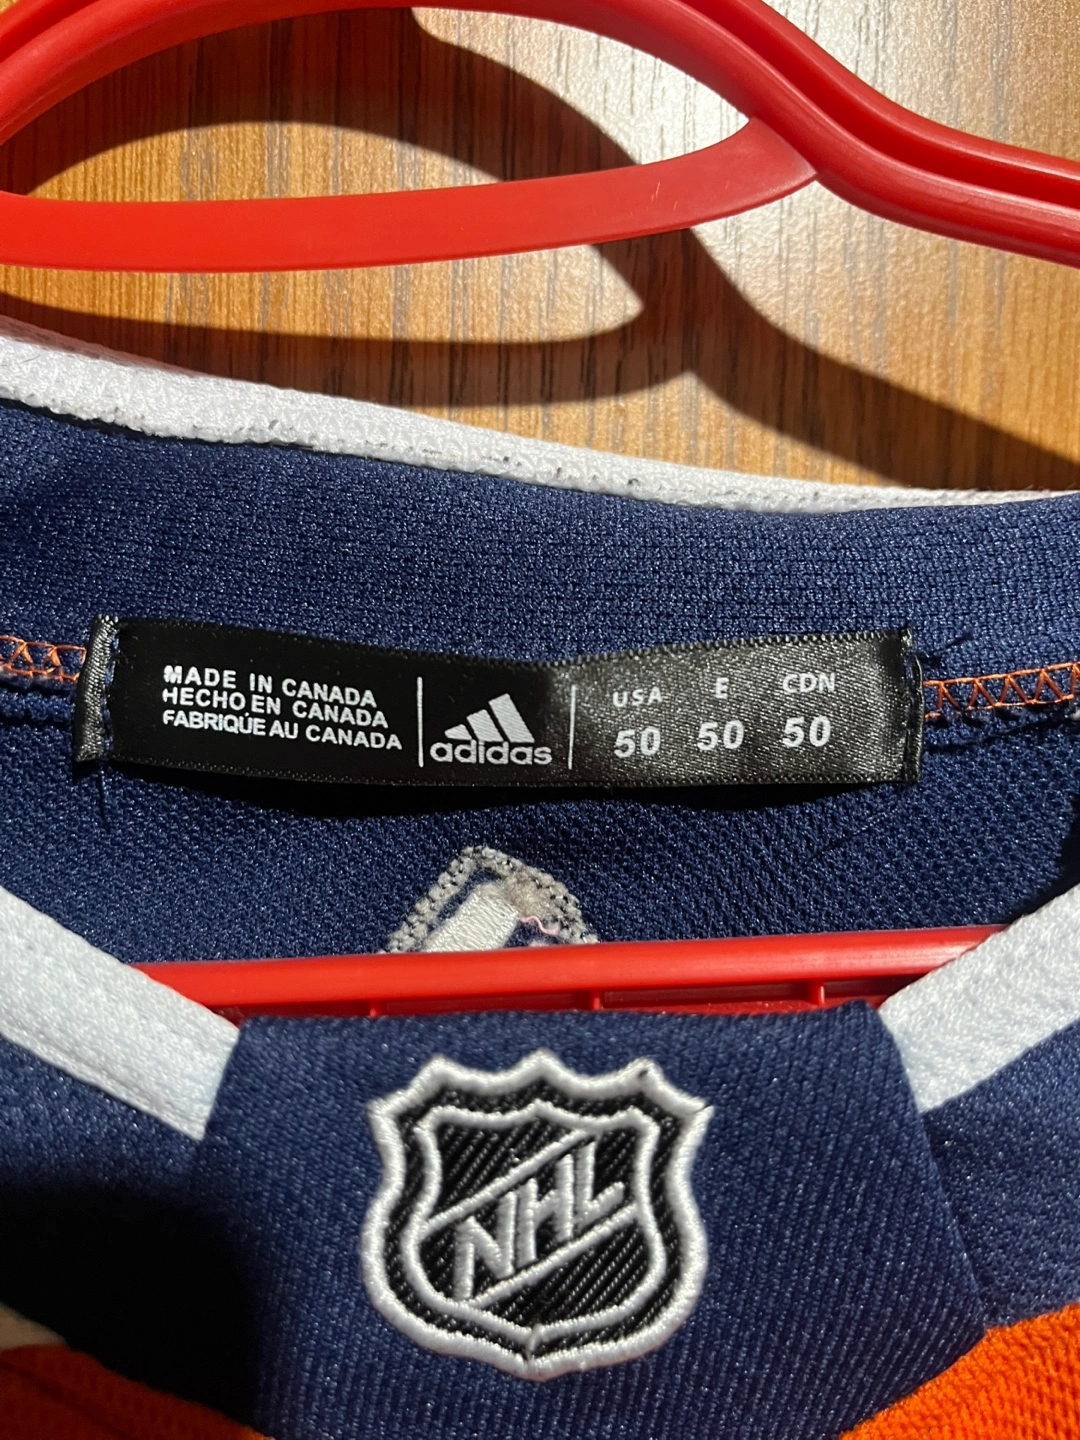 MADE IN CANADA
HECHO EN CANADA
FABRIQUÉ AU CANADA
adidas
USA E CDN
50 50 50
NHL